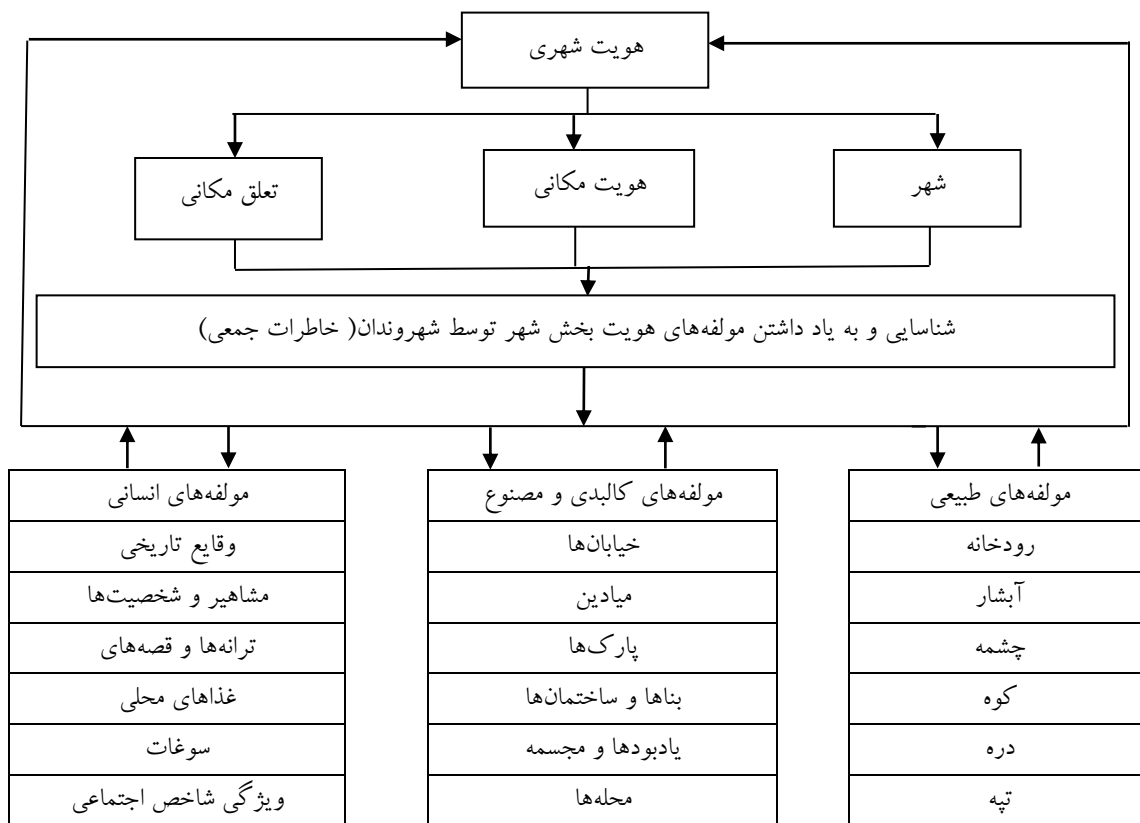 هویت شهری
شهر
هویت مکانی
تعلق مکانی
شناسایی و به یاد داشتن مولفه‌های هویت بخش شهر توسط شهروندان( خاطرات جمعی)
مولفه‌های طبیعی
رودخانه
آبشار
چشمه
کوه
دره
تپه
مولفه‌های کالبدی و مصنوع
خیابان‌ها
میادین
پارک‌ها
بناها و ساختمان‌ها
یادبودها و مجسمه
محله‌ها
مولفه‌های انسانی
وقایع تاریخی
مشاهیر و شخصیت‌ها
ترانه‌ها و قصه‌های
غذاهای محلی
سوغات
ویژگی شاخص اجتماعی